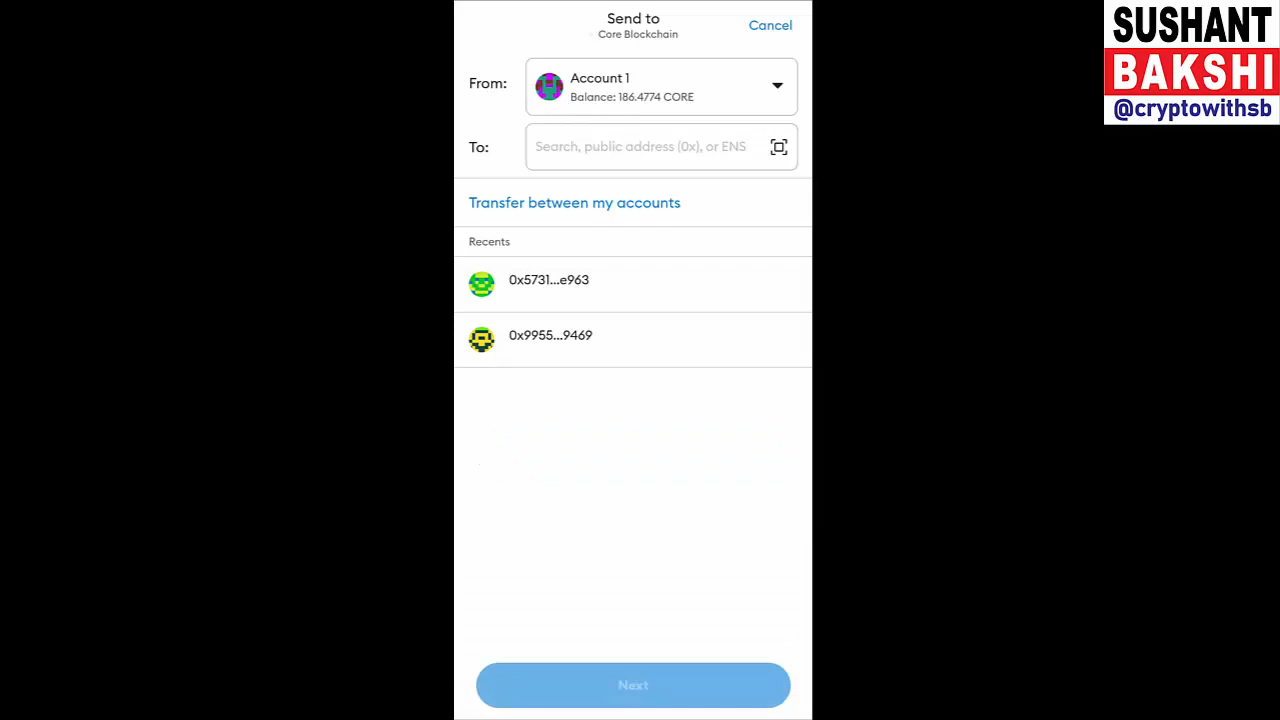 Send to
Core Blockchain
Cancel
From:
Account 1
Balance: 186.4774 CORE
To:
Search, public address (0x), or ENS
Transfer between my accounts
Recents
0x5731...e963
0x9955...9469
Next
SUSHANT
BAKSHI
@cryptowithsb